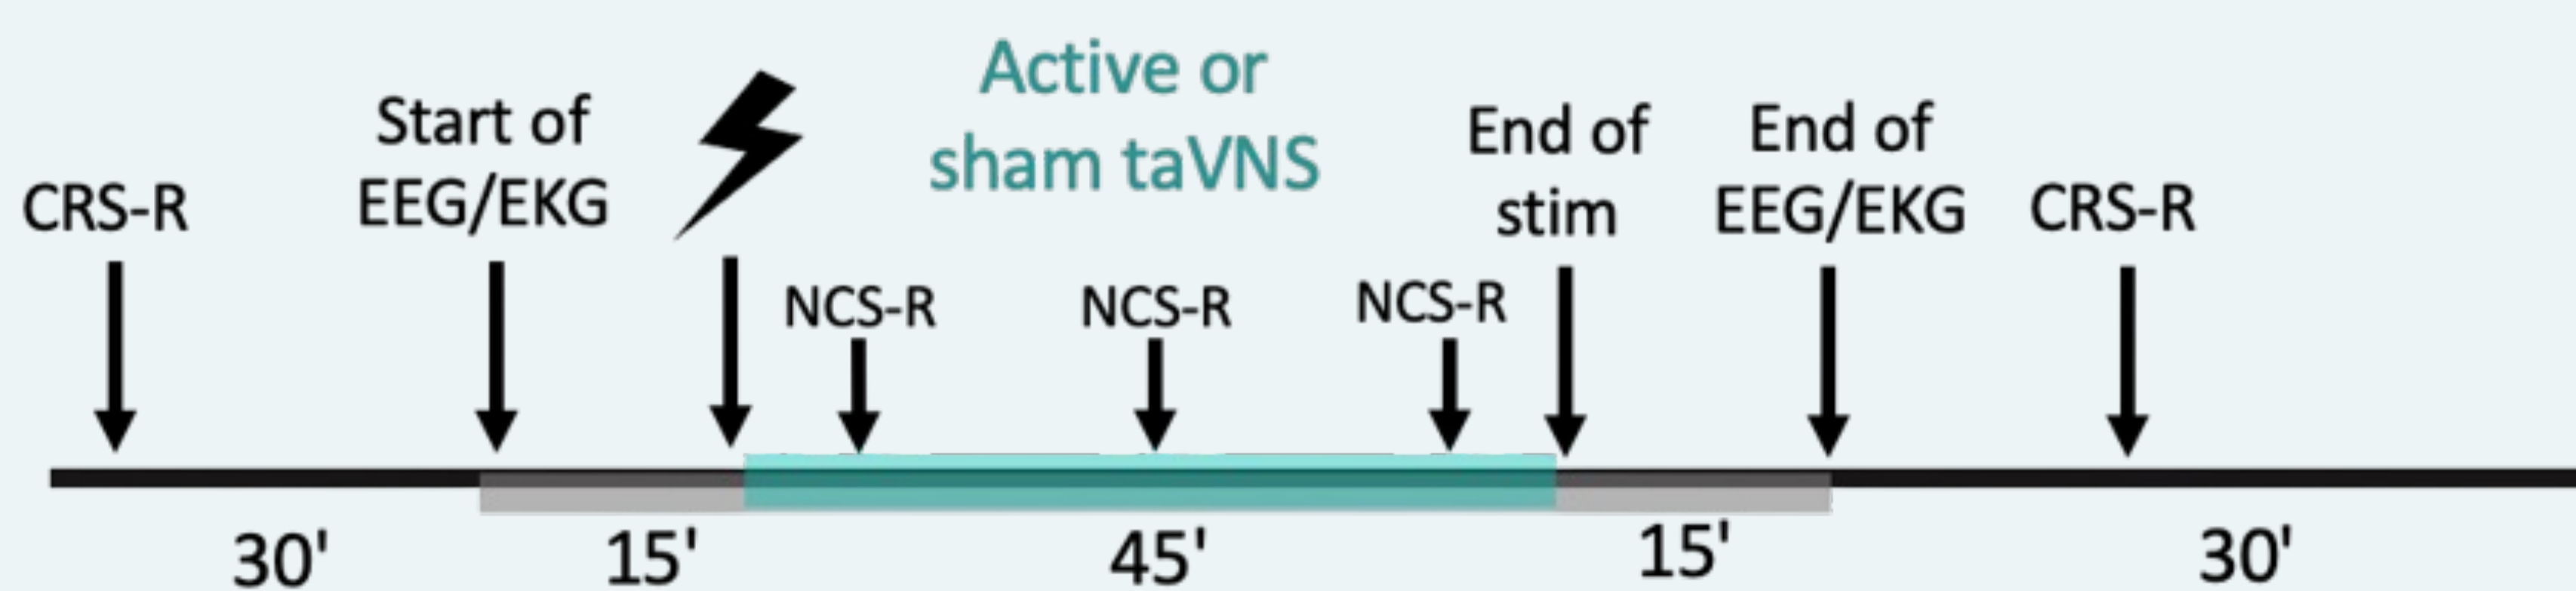 Active or
sham taVNS
Start of
EEG/EKG
End of
stim
End of
EEG/EKG
CRS-R
CRS-R
NCS-R
NCS-R
NCS-R
30'
15'
45'
15'
30'